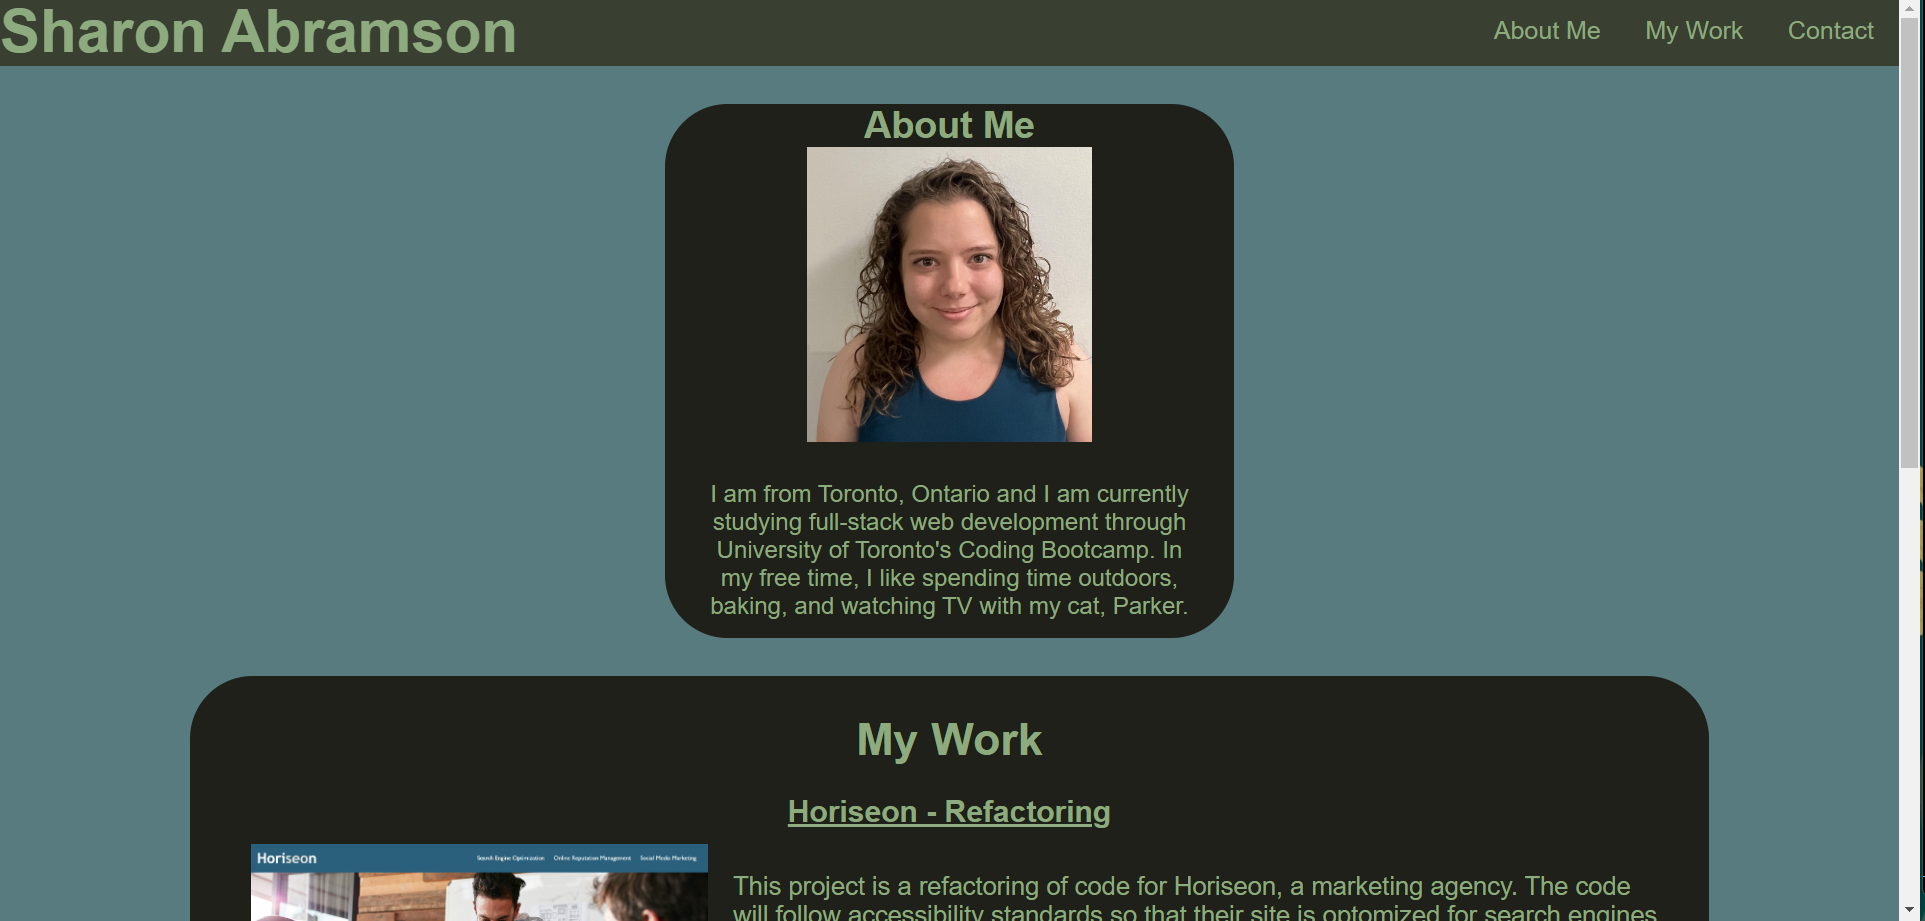 Sharon Abramson
About Me
My Work
Contact
About Me
I am from Toronto, Ontario and I am currently
studying full-stack web development through
University of Toronto's Coding Bootcamp. In
my free time, I like spending time outdoors,
baking, and watching TV with my cat, Parker.
My Work
Horiseon - Refactoring
Horiseon
Search Engine Optimization
Online Reputation Management
Social Media Marketing
This project is a refactoring of code for Horiseon, a marketing agency. The code
will follow accessibility standards so that their site is optomized for search engines